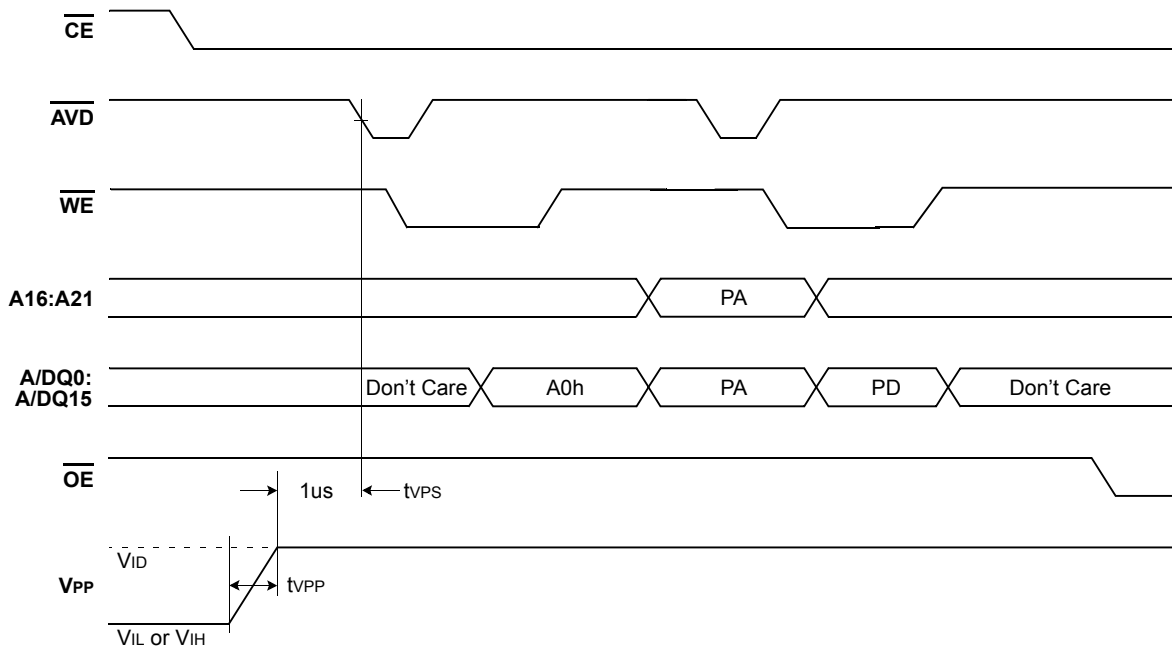 CE
AVD
WE
A16:A21
PA
A/DQ0:
A/DQ15
Don't Care
A0h
PA
PD
Don't Care
OE
1us
tVPS
VID
VPP
tVPP
VIL or VIH